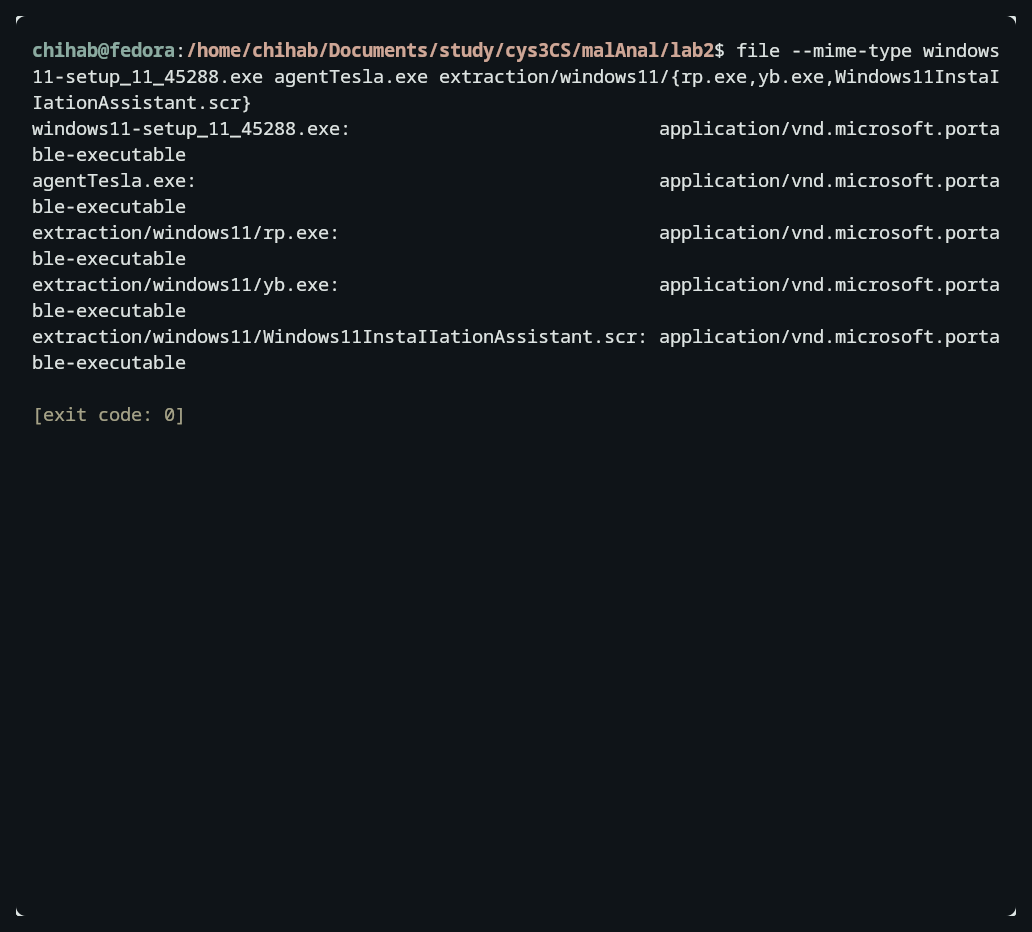 chihab@fedora:/home/chihab/Documents/study/cys3CS/malAnal/lab2$ file --mime-type windows
11-setup_11_45288.exe agentTesla.exe extraction/windows11/{rp.exe,yb.exe,Windows11InstaI
IationAssistant.scr}
windows11-setup_11_45288.exe:                            application/vnd.microsoft.porta
ble-executable
agentTesla.exe:                                          application/vnd.microsoft.porta
ble-executable
extraction/windows11/rp.exe:                             application/vnd.microsoft.porta
ble-executable
extraction/windows11/yb.exe:                             application/vnd.microsoft.porta
ble-executable
extraction/windows11/Windows11InstaIIationAssistant.scr: application/vnd.microsoft.porta
ble-executable
[exit code: 0]